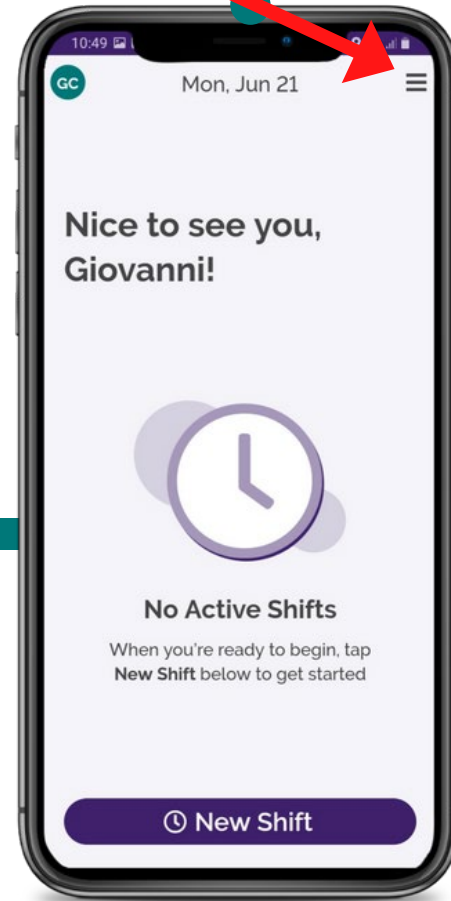 10:49
GC
Mon, Jun 21
Nice to see you,
Giovanni!
No Active Shifts
When you're ready to begin, tap
New Shift below to get started
New Shift